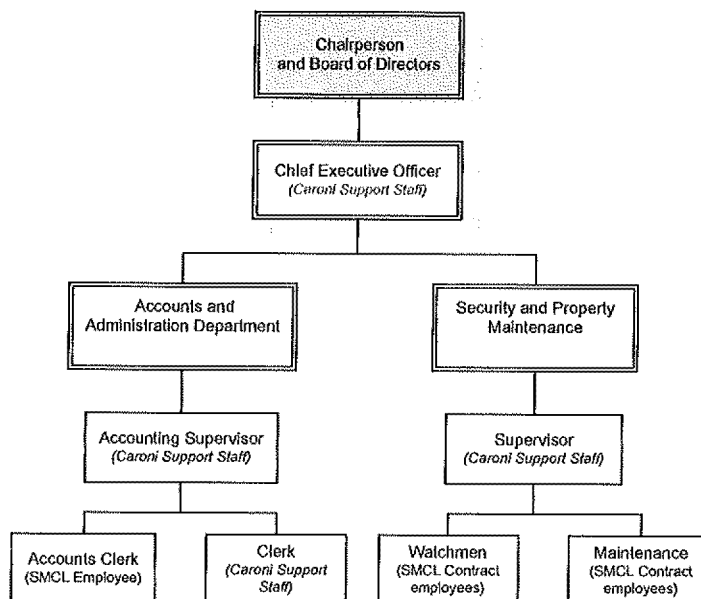 Chairperson
and Board of Directors
Chief Executive Officer
(Caroni Support Staff)
Accounts and
Administration Department
Security and Property
Maintenance
Accounting Supervisor
(Caroni Support Staff)
Supervisor
(Caroni Support Staff)
Accounts Clerk
(SMCL Employee)
Clerk
(Caroni Support
Staff)
Watchmen
(SMCL Contract
employees)
Maintenance
(SMCL Contract
employees)